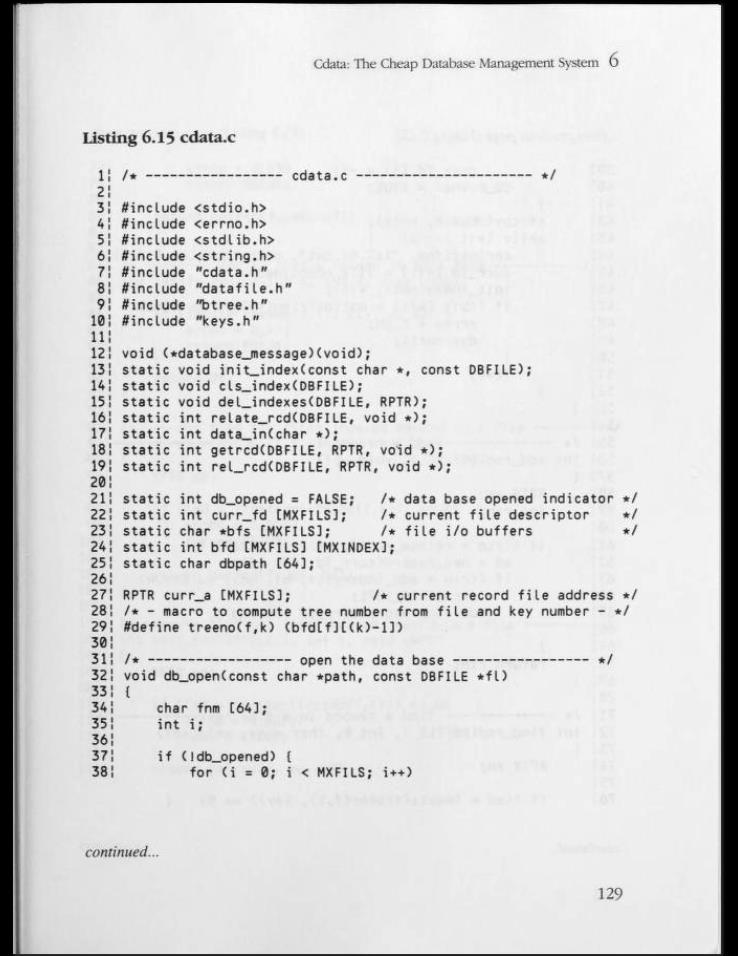 Cdata: The Cheap Database Management System 6
Listing 6.15 cdata.c
1¦ /* ----------------- cdata.c ---------------------- */
2¦
3¦ #include <stdio.h>
4¦ #include <errno.h>
5¦ #include <stdlib.h>
6¦ #include <string.h>
7¦ #include "cdata.h"
8¦ #include "datafile.h"
9¦ #include "btree.h"
10¦ #include "keys.h"
11¦
12¦ void (*database_message)(void);
13¦ static void init_index(const char *, const DBFILE);
14¦ static void cls_index(DBFILE);
15¦ static void del_indexes(DBFILE, RPTR);
16¦ static int relate_rcd(DBFILE, void *);
17¦ static int data_in(char *);
18¦ static int getrcd(DBFILE, RPTR, void *);
19¦ static int rel_rcd(DBFILE, RPTR, void *);
20¦
21¦ static int db_opened = FALSE;   /* data base opened indicator */
22¦ static int curr_fd [MXFILS];    /* current file descriptor    */
23¦ static char *bfs [MXFILS];      /* file i/o buffers           */
24¦ static int bfd [MXFILS] [MXINDEX];
25¦ static char dbpath [64];
26¦
27¦ RPTR curr_a [MXFILS];          /* current record file address */
28¦ /* - macro to compute tree number from file and key number - */
29¦ #define treeno(f,k) (bfd[f][(k)-1])
30¦
31¦ /* ------------------ open the data base ----------------- */
32¦ void db_open(const char *path, const DBFILE *fl)
33¦ {
34¦     char fnm [64];
35¦     int i;
36¦
37¦     if (!db_opened) {
38¦         for (i = 0; i < MXFILS; i++)
continued...
129